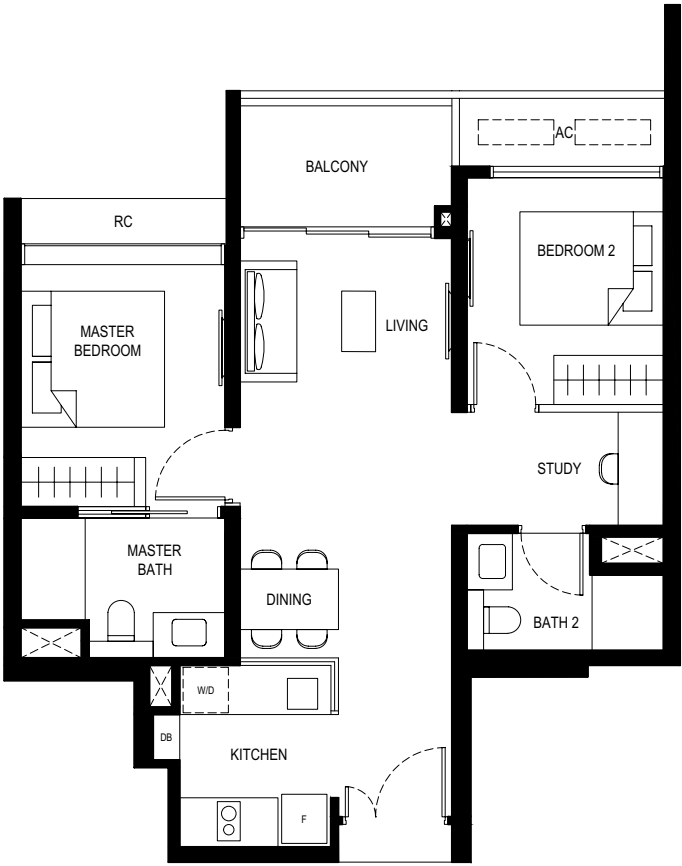 AC
BALCONY
RC
BEDROOM 2
LIVING
MASTER
BEDROOM
STUDY
MASTER
BATH
DINING
BATH 2
W/D
DB
KITCHEN
F